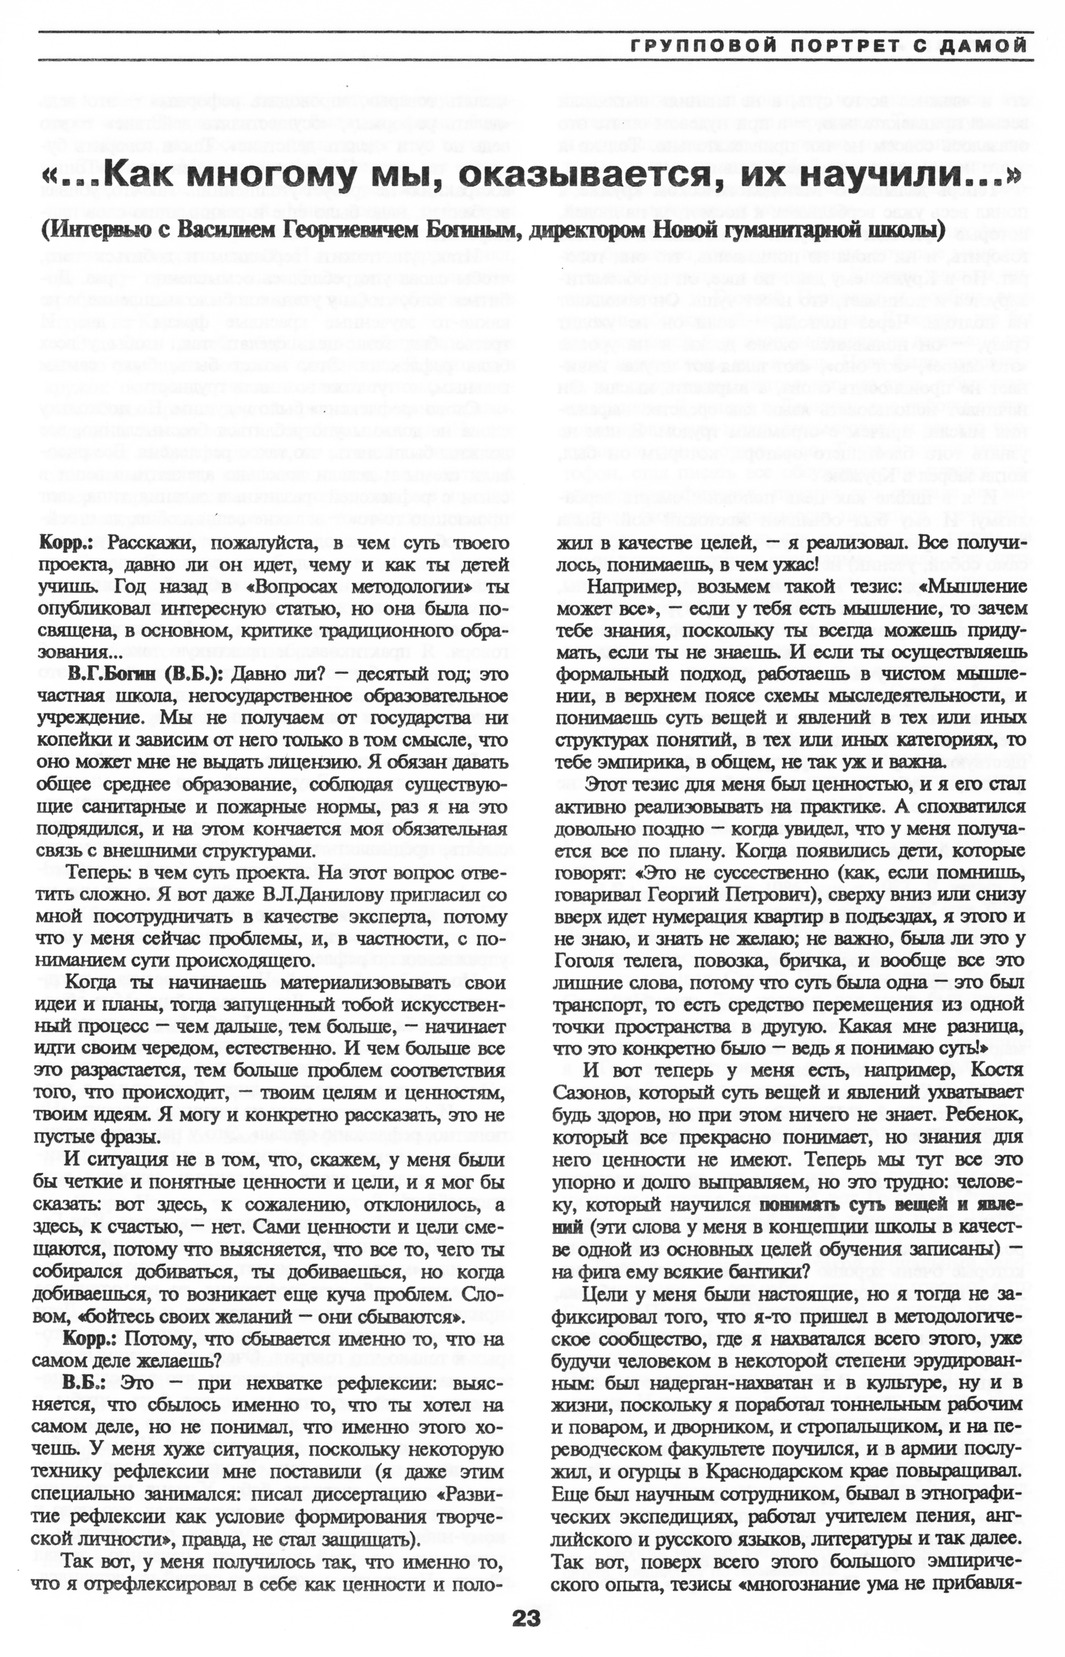 ГРУППОВОЙ ПОРТРЕТ С ДАМОЙ
«...Как многому мы, оказывается, их научили...»
(Интервью с Василием Георгиевичем Богиным, директором Новой гуманитарной школы)
Корр.: Расскажи, пожалуйста, в чем суть твоего
проекта, давно ли он идет, чему и как ты детей
учишь. Год назад в «Вопросах методологии» ты
опубликовал интересную статью, но она была по-
священа, в основном, критике традиционного обра-
зования...
В.Г.Богин (В.Б.): Давно ли? — десятый год; это
частная школа, негосударственное образовательное
учреждение. Мы не получаем от государства ни
копейки и зависим от него только в том смысле, что
оно может мне не выдать лицензию. Я обязан давать
общее среднее образование, соблюдая существую-
щие санитарные и пожарные нормы, раз я на это
подрядился, и на этом кончается моя обязательная
связь с внешними структурами.
Теперь: в чем суть проекта. На этот вопрос отве-
тить сложно. Я вот даже В.Л.Данилову пригласил со
мной посотрудничать в качестве эксперта, потому
что у меня сейчас проблемы, и, в частности, с по-
ниманием сути происходящего.
Когда ты начинаешь материализовывать свои
идеи и планы, тогда запущенный тобой искусствен-
ный процесс — чем дальше, тем больше, — начинает
идти своим чередом, естественно. И чем больше все
это разрастается, тем больше проблем соответствия
того, что происходит, — твоим целям и ценностям,
твоим идеям. Я могу и конкретно рассказать, это не
пустые фразы.
И ситуация не в том, что, скажем, у меня были
бы четкие и понятные ценности и цели, и я мог бы
сказать: вот здесь, к сожалению, отклонилось, а
здесь, к счастью, — нет. Сами ценности и цели сме-
щаются, потому что выясняется, что все то, чего ты
собирался добиваться, ты добиваешься, но когда
добиваешься, то возникает еще куча проблем. Сло-
вом, «бойтесь своих желаний — они сбываются».
Корр.: Потому, что сбывается именно то, что на
самом деле желаешь?
В.Б.: Это — при нехватке рефлексии: выяс-
няется, что сбылось именно то, что ты хотел на
самом деле, но не понимал, что именно этого хо-
чешь. У меня хуже ситуация, поскольку некоторую
технику рефлексии мне поставили (я даже этим
специально занимался: писал диссертацию «Разви-
тие рефлексии как условие формирования творче-
ской личности», правда, не стал защищать).
Так вот, у меня получилось так, что именно то,
что я отрефлексировал в себе как ценности и поло-
жил в качестве целей, — я реализовал. Все получи-
лось, понимаешь, в чем ужас!
Например, возьмем такой тезис: «Мышление
может все», — если у тебя есть мышление, то зачем
тебе знания, поскольку ты всегда можешь приду-
мать, если ты не знаешь. И если ты осуществляешь
формальный подход, работаешь в чистом мышле-
нии, в верхнем поясе схемы мыследеятельности, и
понимаешь суть вещей и явлений в тех или иных
структурах понятий, в тех или иных категориях, то
тебе эмпирика, в общем, не так уж и важна.
Этот тезис для меня был ценностью, и я его стал
активно реализовывать на практике. А спохватился
довольно поздно — когда увидел, что у меня получа-
ется все по плану. Когда появились дети, которые
говорят: «Это не суссественно (как, если помнишь,
говаривал Георгий Петрович), сверху вниз или снизу
вверх идет нумерация квартир в подъездах, я этого и
не знаю, и знать не желаю; не важно, была ли это у
Гоголя телега, повозка, бричка, и вообще все это
лишние слова, потому что суть была одна — это был
транспорт, то есть средство перемещения из одной
точки пространства в другую. Какая мне разница,
что это конкретно было — ведь я понимаю суть!»
И вот теперь у меня есть, например, Костя
Сазонов, который суть вещей и явлений ухватывает
будь здоров, но при этом ничего не знает. Ребенок,
который все прекрасно понимает, но знания для
него ценности не имеют. Теперь мы тут все это
упорно и долго выправляем, но это трудно: челове-
ку, который научился понимать суть вещей и явле-
ний (эти слова у меня в концепции школы в качест-
ве одной из основных целей обучения записаны) —
на фига ему всякие бантики?
Цели у меня были настоящие, но я тогда не за-
фиксировал того, что я-то пришел в методологиче-
ское сообщество, где я нахватался всего этого, уже
будучи человеком в некоторой степени эрудирован-
ным: был надерган-нахватан и в культуре, ну и в
жизни, поскольку я поработал тоннельным рабочим
и поваром, и дворником, и стропальщиком, и на пе-
реводческом факультете поучился, и в армии послу-
жил, и огурцы в Краснодарском крае повыращивал.
Еще был научным сотрудником, бывал в этнографи-
ческих экспедициях, работал учителем пения, анг-
лийского и русского языков, литературы и так далее.
Так вот, поверх всего этого большого эмпириче-
ского опыта, тезисы «многознание ума не прибавля-
23